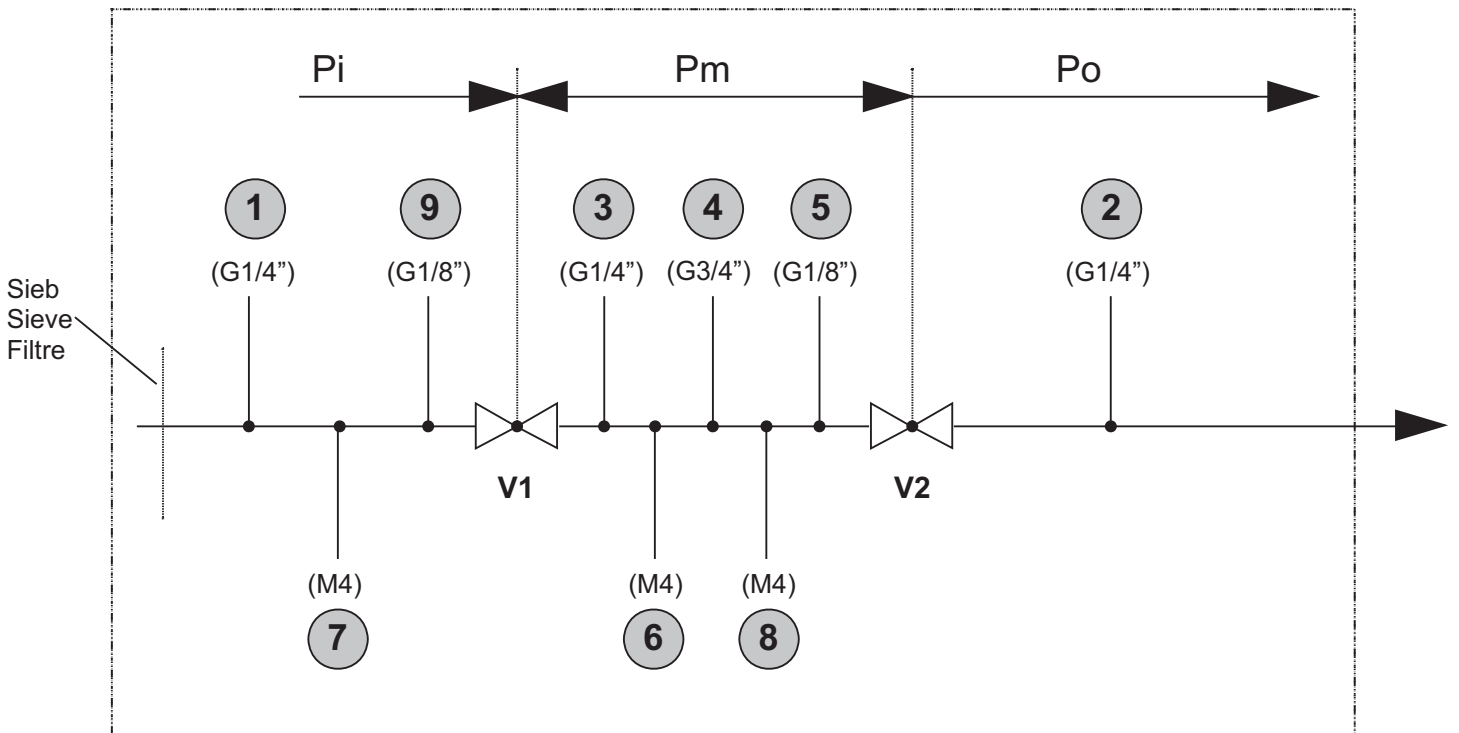 Pi
Pm
Po
1
9
3
4
5
2
(G1/4”)
(G1/8”)
(G1/4”)
(G3/4”)
(G1/8”)
(G1/4”)
Sieb
Sieve
Filtre
V1
V2
(M4)
(M4)
(M4)
7
6
8